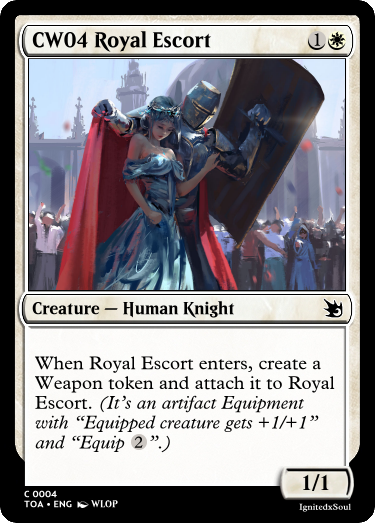 CW04 Royal Escort 1
Creature — Human Knight
When Royal Escort enters, create a
Weapon token and attach it to Royal
Escort. (It's an artifact Equipment
with “Equipped creature gets +1/+1”
and “Equip 2”.)
1/1
C 0004
TOA • ENG WLOP
IgnitedxSoul